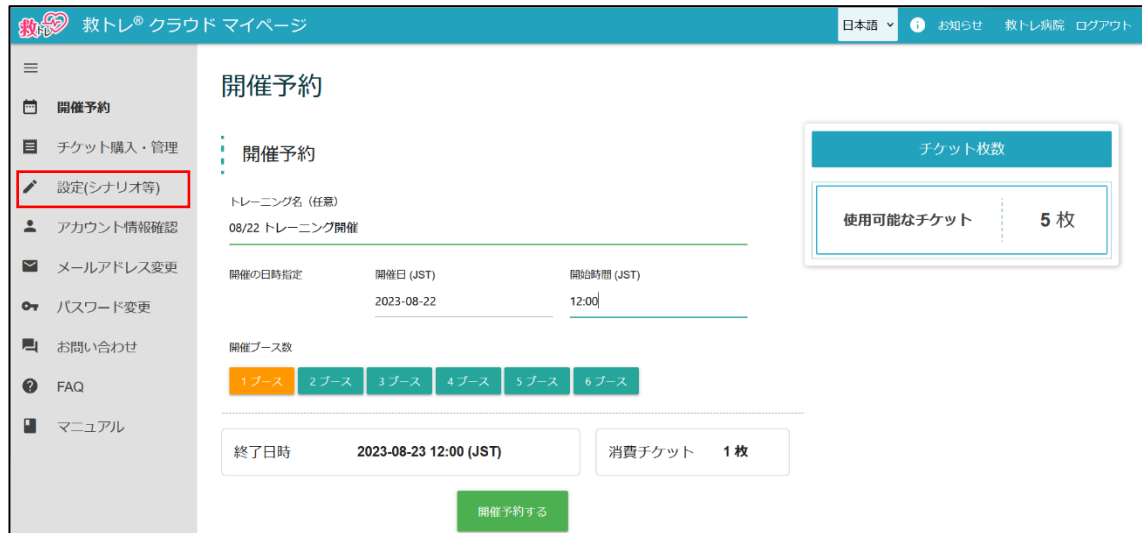 救トレ 救トレ® クラウド マイページ
日本語 お知らせ 救トレ病院 ログアウト
開催予約
チケット購入・管理
設定(シナリオ等)
アカウント情報確認
メールアドレス変更
パスワード変更
お問い合わせ
FAQ
マニュアル
開催予約
開催予約
トレーニング名（任意）
08/22 トレーニング開催
開催の日時指定 開催日 (JST) 開始時間 (JST)
2023-08-22 12:00
開催ブース数
1 ブース 2 ブース 3 ブース 4 ブース 5 ブース 6 ブース
終了日時 2023-08-23 12:00 (JST) 消費チケット 1 枚
開催予約する
チケット枚数
使用可能なチケット 5 枚